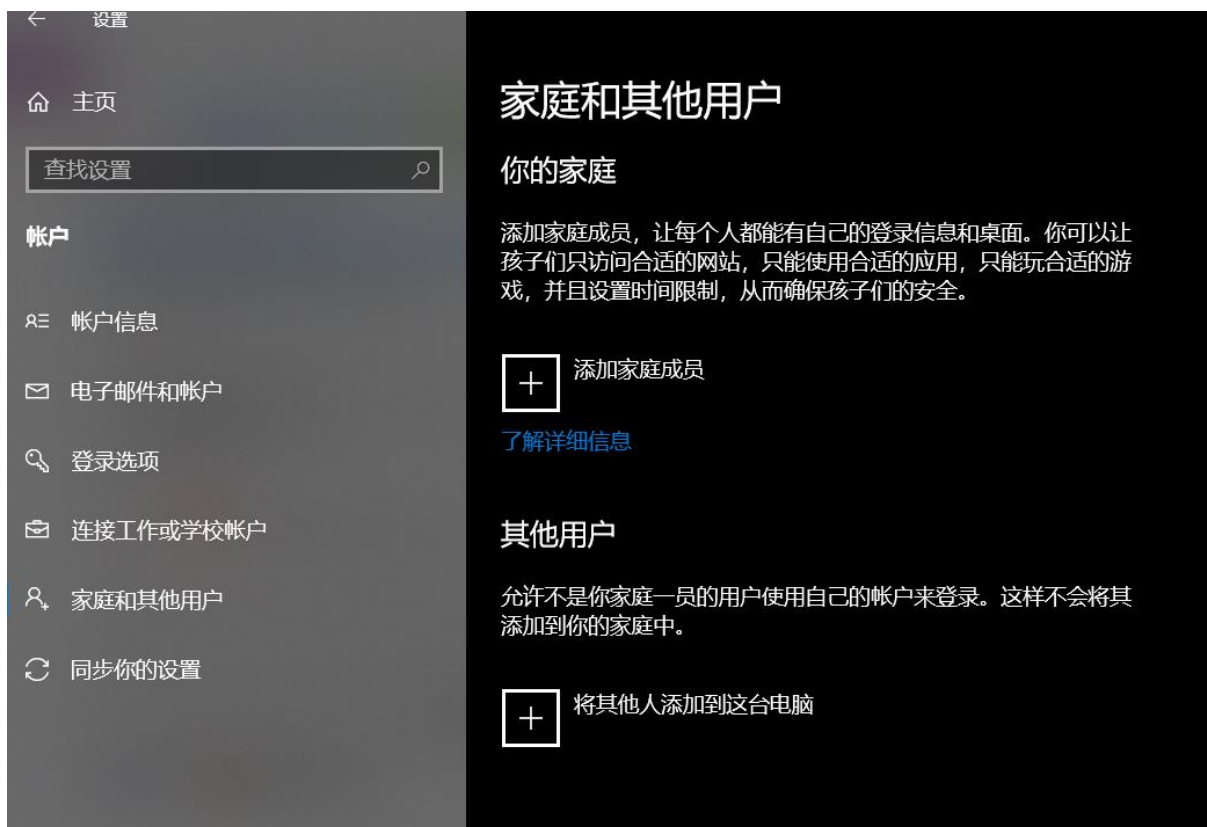 设置
主页
查找设置
帐户
帐户信息
电子邮件和帐户
登录选项
连接工作或学校帐户
家庭和其他用户
同步你的设置
家庭和其他用户
你的家庭
添加家庭成员，让每个人都能有自己的登录信息和桌面。你可以让
孩子们只访问合适的网站，只能使用合适的应用，只能玩合适的游
戏，并且设置时间限制，从而确保孩子们的安全。
添加家庭成员
了解详细信息
其他用户
允许不是你家庭一员的用户使用自己的帐户来登录。这样不会将其
添加到你的家庭中。
将其他人添加到这台电脑